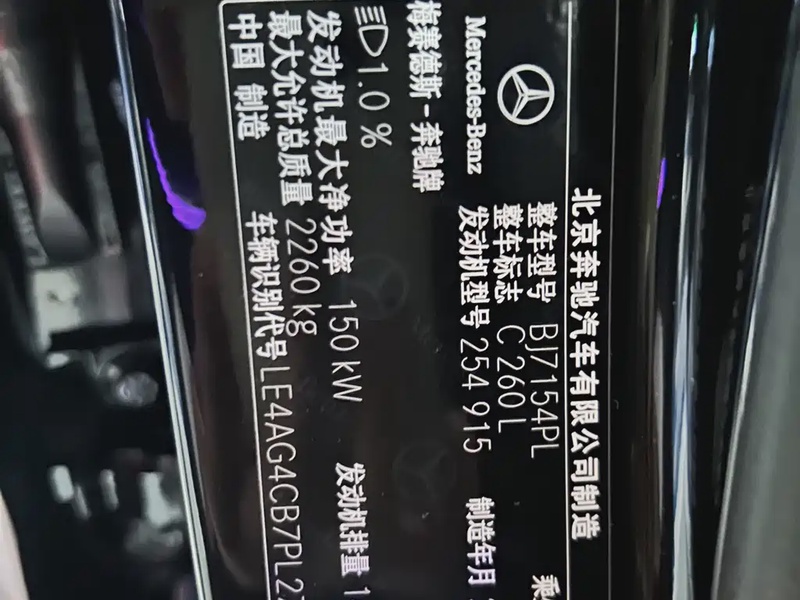 北京奔驰汽车有限公司制造
Mercedes-Benz
梅赛德斯-奔驰牌
整车型号 BJ7154PL 乘
整车标志 C 260 L
发动机型号 254 915 制造年月
1.0 %
发动机最大净功率 150 kW 发动机排量 1
最大允许总质量 2260 kg
中国 制造 车辆识别代号 LE4AG4CB7PL2